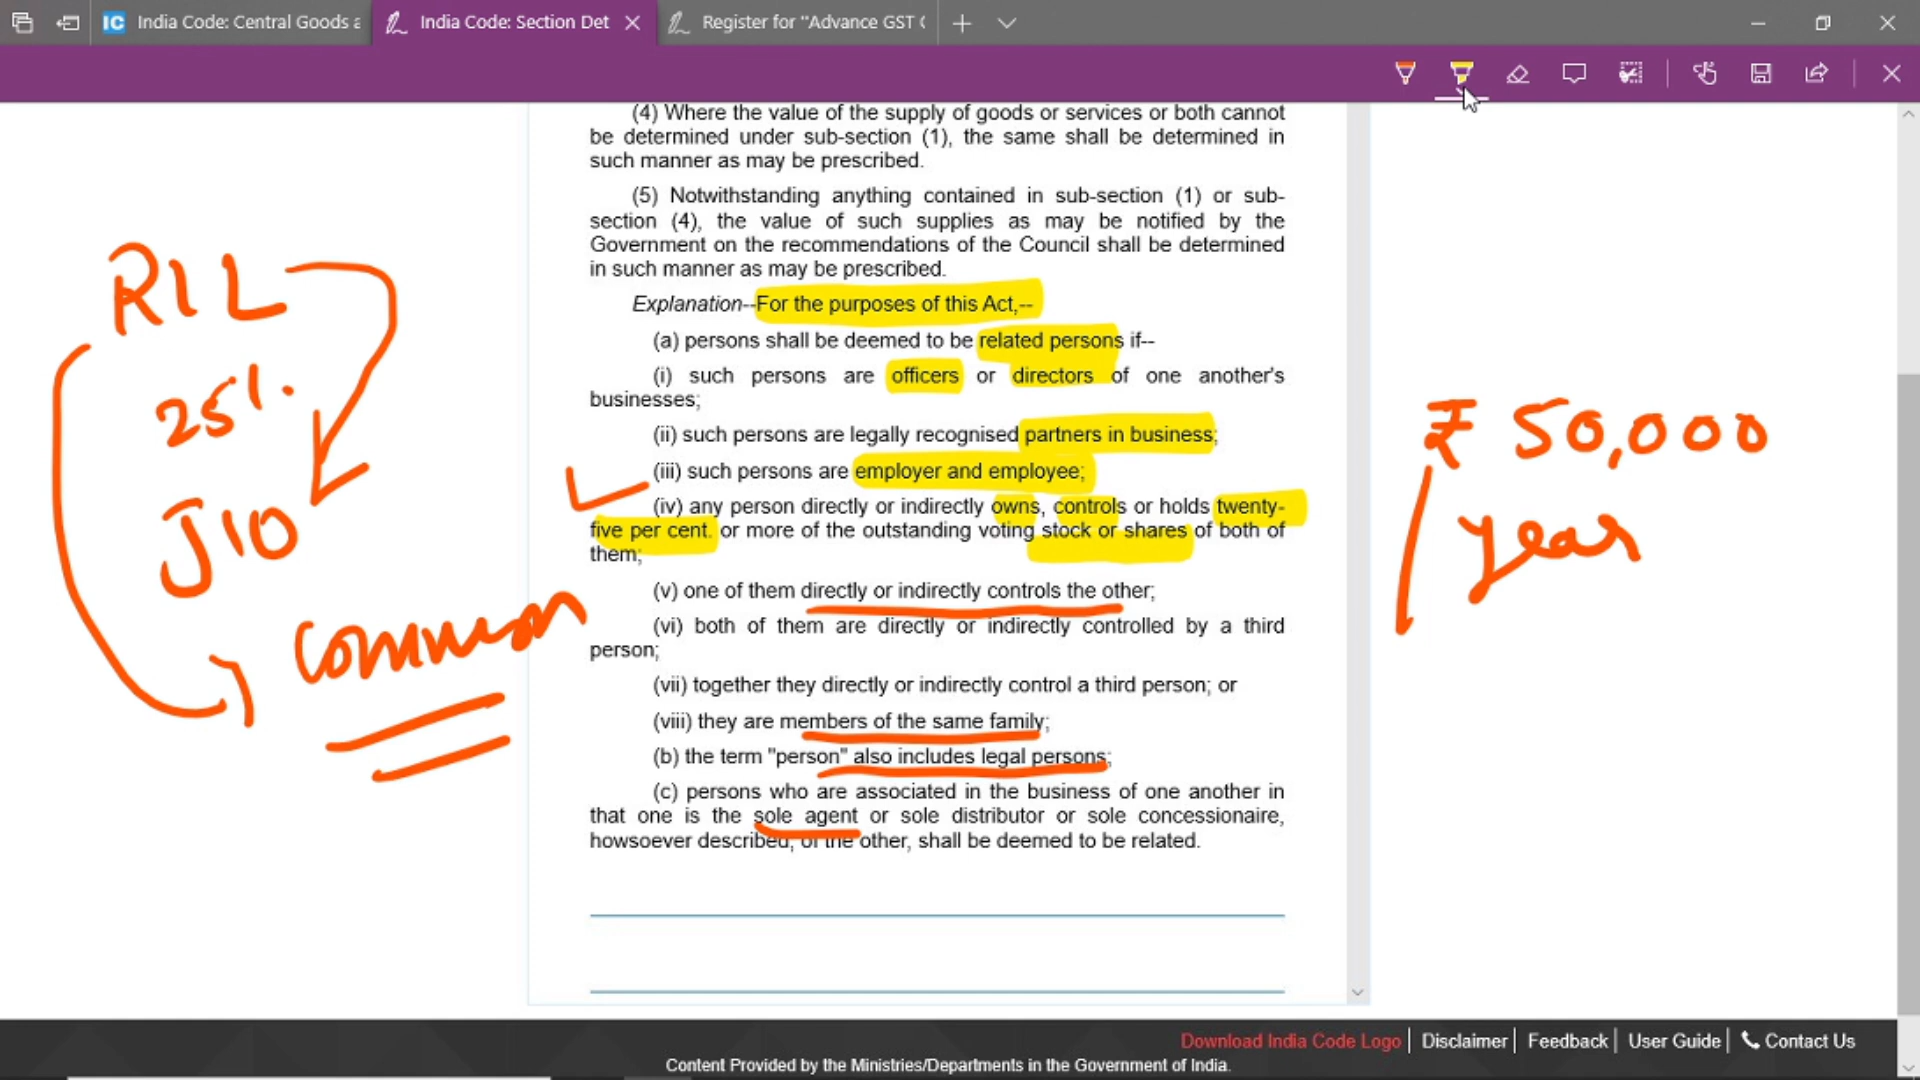 India Code: Central Goods a
India Code: Section Det
Register for "Advance GST C
(4) Where the value of the supply of goods or services or both cannot
be determined under sub-section (1), the same shall be determined in
such manner as may be prescribed.
(5) Notwithstanding anything contained in sub-section (1) or sub-
section (4), the value of such supplies as may be notified by the
Government on the recommendations of the Council shall be determined
in such manner as may be prescribed.
Explanation--For the purposes of this Act,--
(a) persons shall be deemed to be related persons if--
(i) such persons are officers or directors of one another's
businesses;
(ii) such persons are legally recognised partners in business;
(iii) such persons are employer and employee;
(iv) any person directly or indirectly owns, controls or holds twenty-
five per cent. or more of the outstanding voting stock or shares of both of
them;
(v) one of them directly or indirectly controls the other;
(vi) both of them are directly or indirectly controlled by a third
person;
(vii) together they directly or indirectly control a third person; or
(viii) they are members of the same family;
(b) the term "person" also includes legal persons;
(c) persons who are associated in the business of one another in
that one is the sole agent or sole distributor or sole concessionaire,
howsoever described, of the other, shall be deemed to be related.
RIL
25%.
JIO
common
₹ 50,000
year
Download India Code Logo | Disclaimer | Feedback | User Guide | Contact Us
Content Provided by the Ministries/Departments in the Government of India.